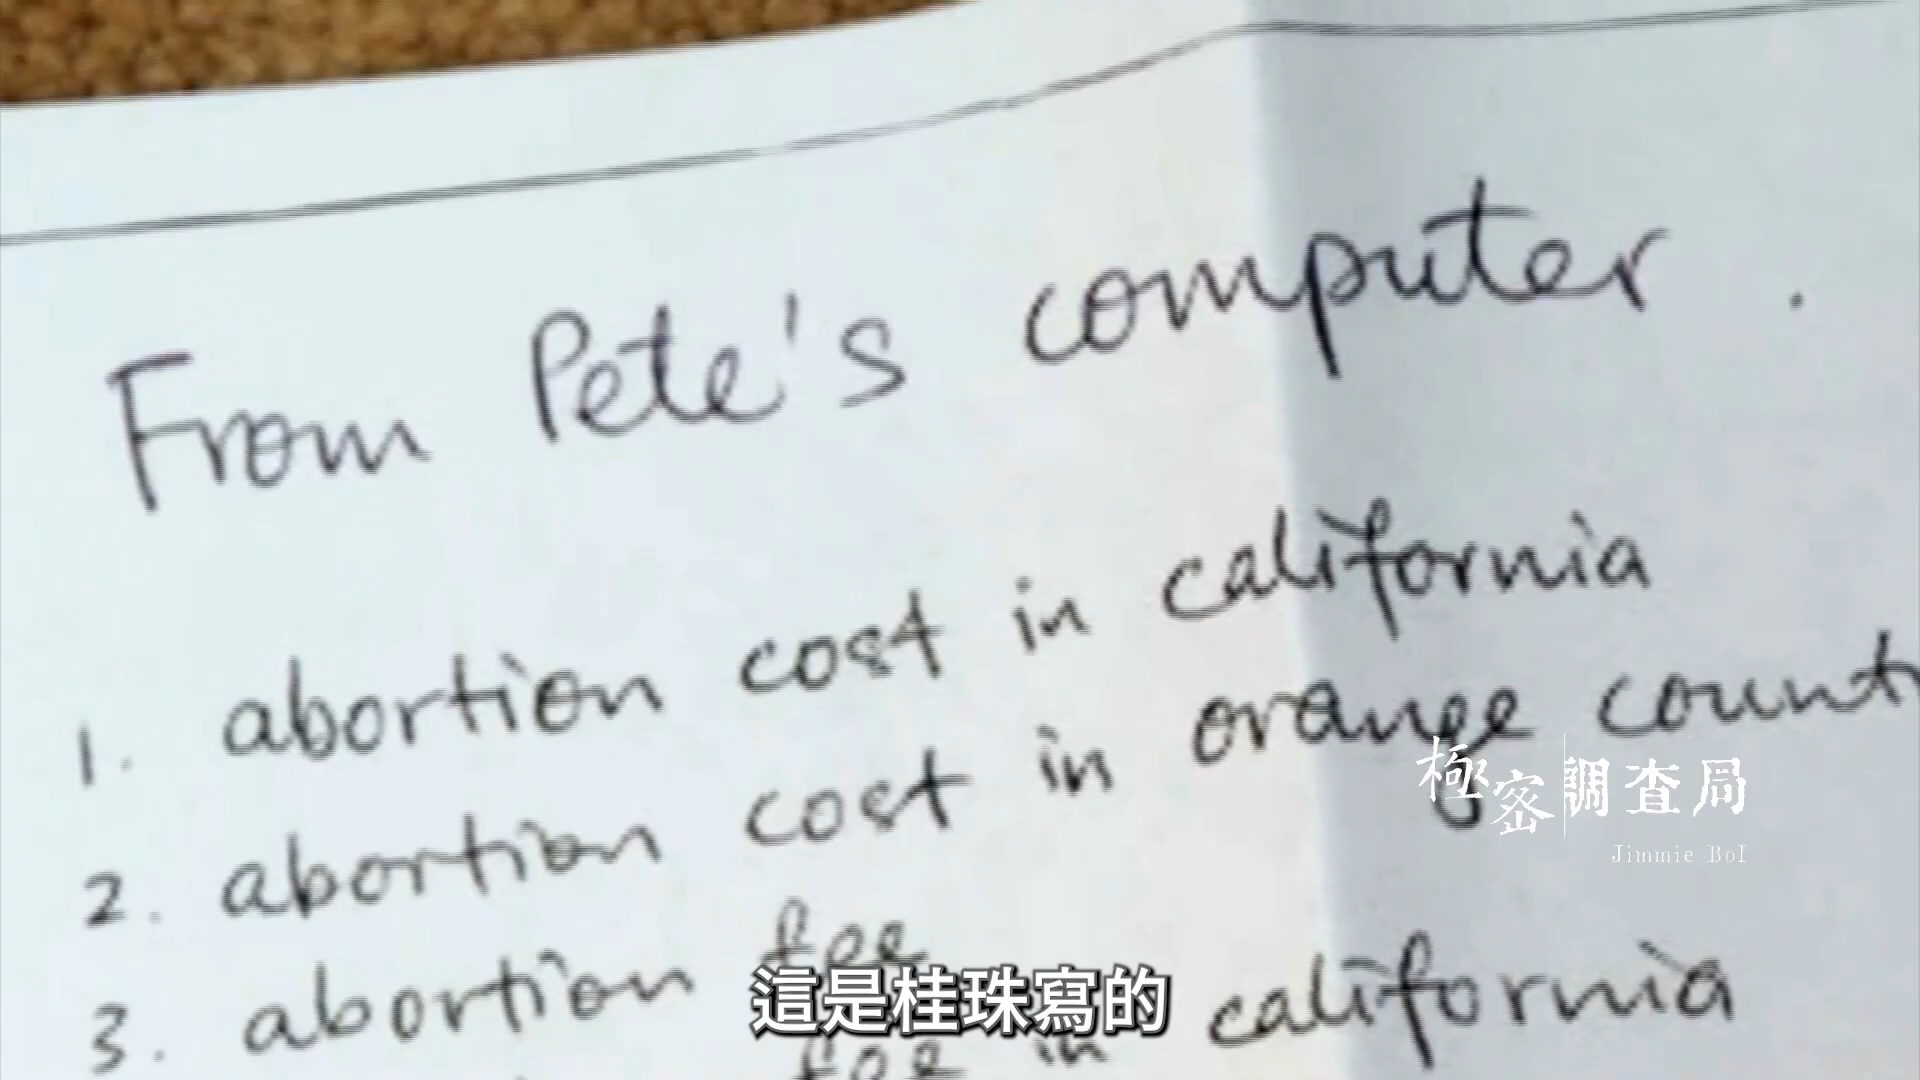 From Pete's computer.
1. abortion cost in california
2. abortion cost in orange count
3. abortion fee
fee in california
極密調查局
Jimmie BoI
這是桂珠寫的